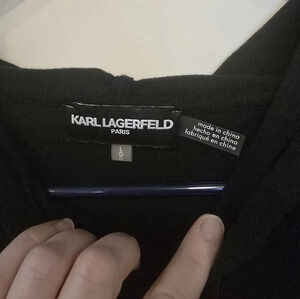 KARL LAGERFELD
PARIS
L
G
made in china
hecho en china
fabriqué en chine